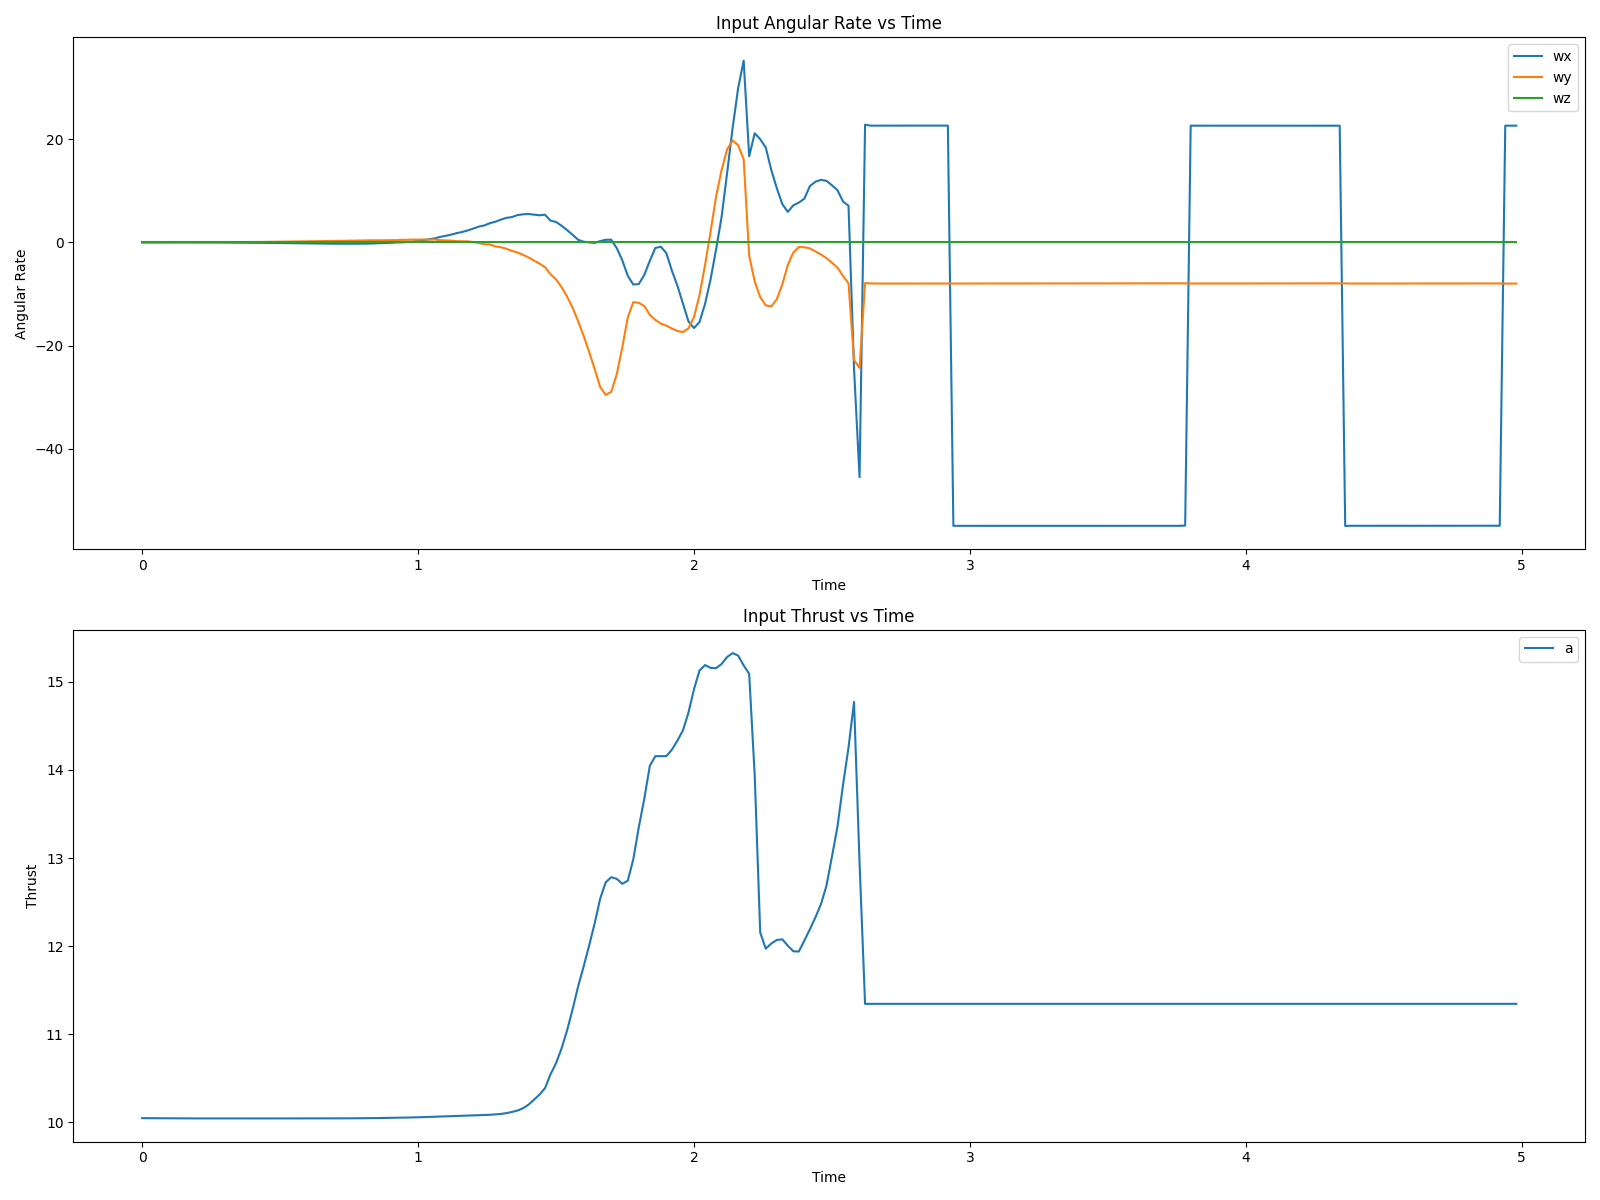 Input Angular Rate vs Time
Angular Rate
20
0
−20
−40
wx
wy
wz
0 1 2 3 4 5
Time
Input Thrust vs Time
Thrust
15
14
13
12
11
10
a
0 1 2 3 4 5
Time